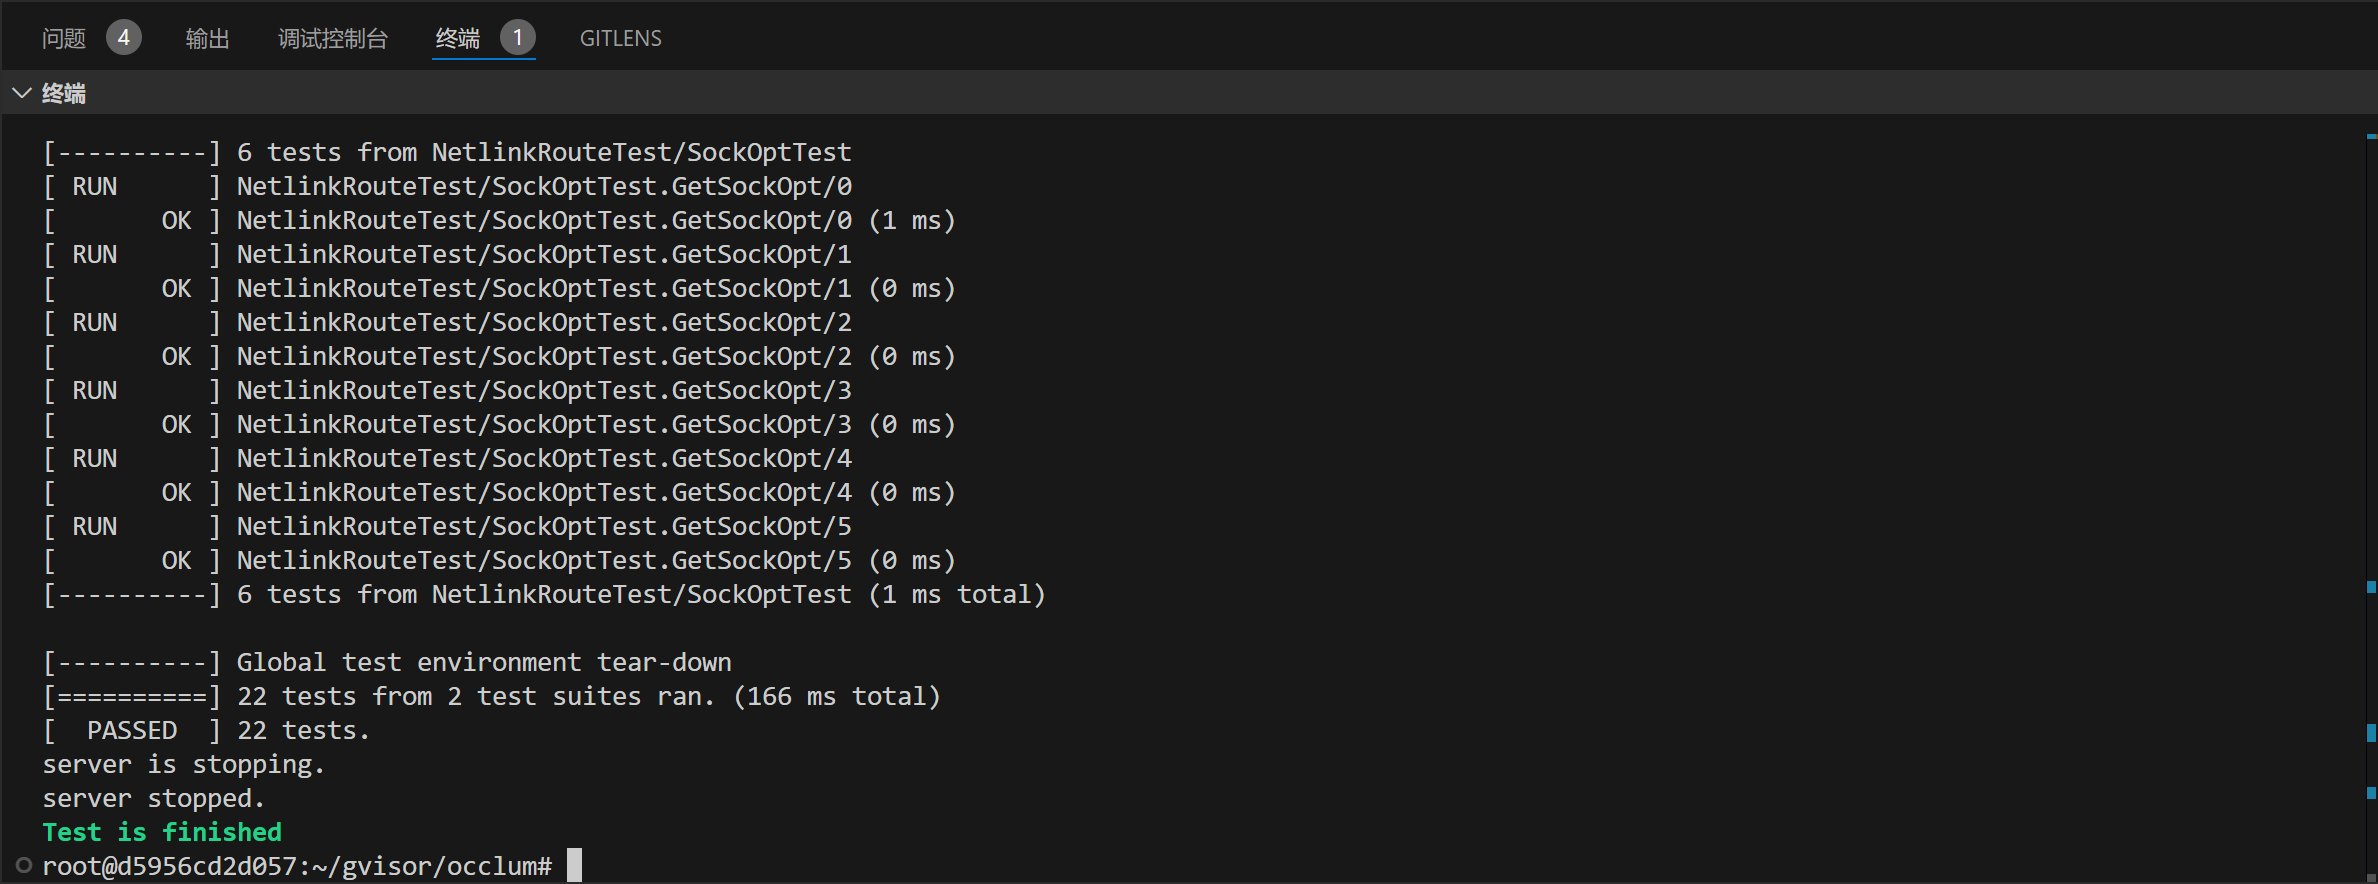 问题 4 输出 调试控制台 终端 1 GITLENS
终端
[----------] 6 tests from NetlinkRouteTest/SockOptTest
[ RUN      ] NetlinkRouteTest/SockOptTest.GetSockOpt/0
[       OK ] NetlinkRouteTest/SockOptTest.GetSockOpt/0 (1 ms)
[ RUN      ] NetlinkRouteTest/SockOptTest.GetSockOpt/1
[       OK ] NetlinkRouteTest/SockOptTest.GetSockOpt/1 (0 ms)
[ RUN      ] NetlinkRouteTest/SockOptTest.GetSockOpt/2
[       OK ] NetlinkRouteTest/SockOptTest.GetSockOpt/2 (0 ms)
[ RUN      ] NetlinkRouteTest/SockOptTest.GetSockOpt/3
[       OK ] NetlinkRouteTest/SockOptTest.GetSockOpt/3 (0 ms)
[ RUN      ] NetlinkRouteTest/SockOptTest.GetSockOpt/4
[       OK ] NetlinkRouteTest/SockOptTest.GetSockOpt/4 (0 ms)
[ RUN      ] NetlinkRouteTest/SockOptTest.GetSockOpt/5
[       OK ] NetlinkRouteTest/SockOptTest.GetSockOpt/5 (0 ms)
[----------] 6 tests from NetlinkRouteTest/SockOptTest (1 ms total)
[----------] Global test environment tear-down
[==========] 22 tests from 2 test suites ran. (166 ms total)
[  PASSED  ] 22 tests.
server is stopping.
server stopped.
Test is finished
root@d5956cd2d057:~/gvisor/occlum#